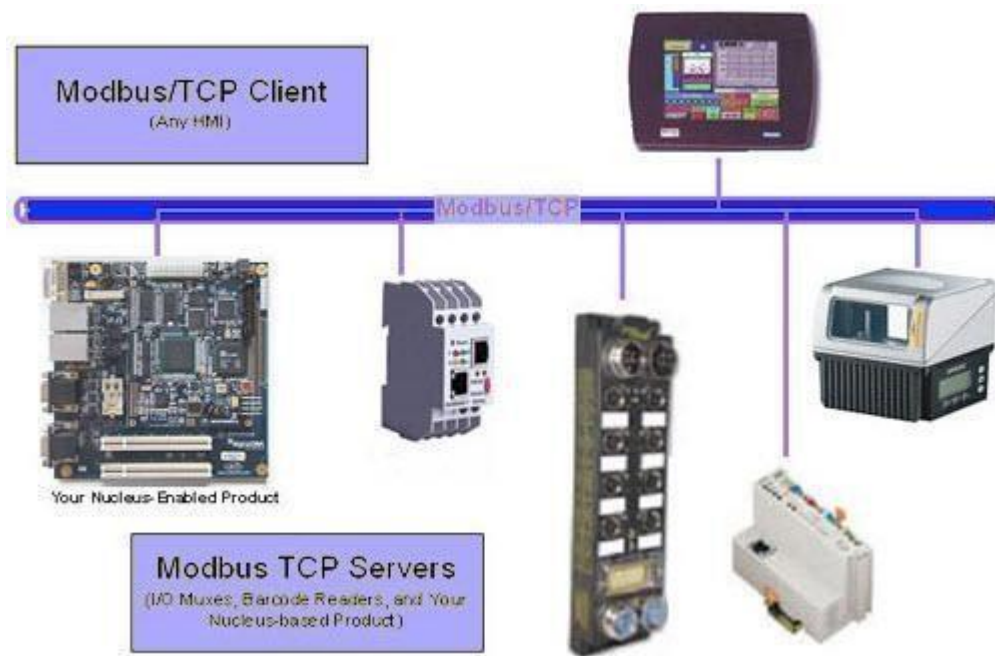 Modbus/TCP Client
(Any HMI)
Modbus/TCP
Your Nucleus-Enabled Product
Modbus TCP Servers
(I/O Muxes, Barcode Readers, and Your
Nucleus-based Product)